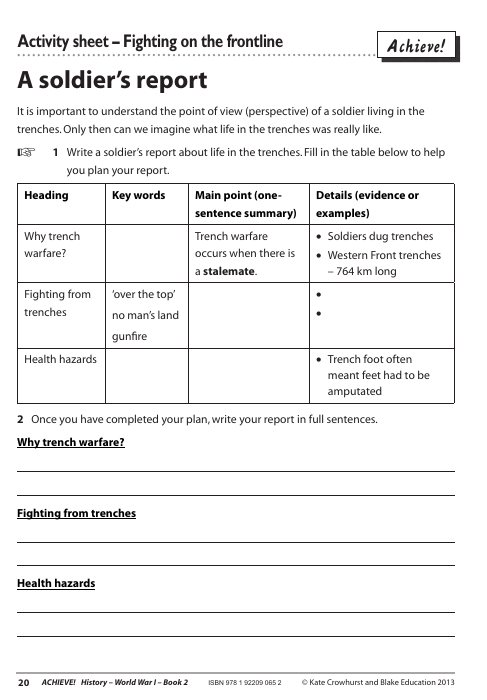 Activity sheet – Fighting on the frontline
Achieve!
A soldier's report
It is important to understand the point of view (perspective) of a soldier living in the
trenches. Only then can we imagine what life in the trenches was really like.
1 Write a soldier's report about life in the trenches. Fill in the table below to help
you plan your report.
Heading
Key words
Main point (one-
sentence summary)
Details (evidence or
examples)
Why trench
warfare?
Trench warfare
occurs when there is
a stalemate.
• Soldiers dug trenches
• Western Front trenches
– 764 km long
Fighting from
trenches
'over the top'
no man's land
gunfire
•
•
Health hazards
• Trench foot often
meant feet had to be
amputated
2 Once you have completed your plan, write your report in full sentences.
Why trench warfare?
Fighting from trenches
Health hazards
20 ACHIEVE! History – World War I – Book 2 ISBN 978 1 92209 065 2 © Kate Crowhurst and Blake Education 2013